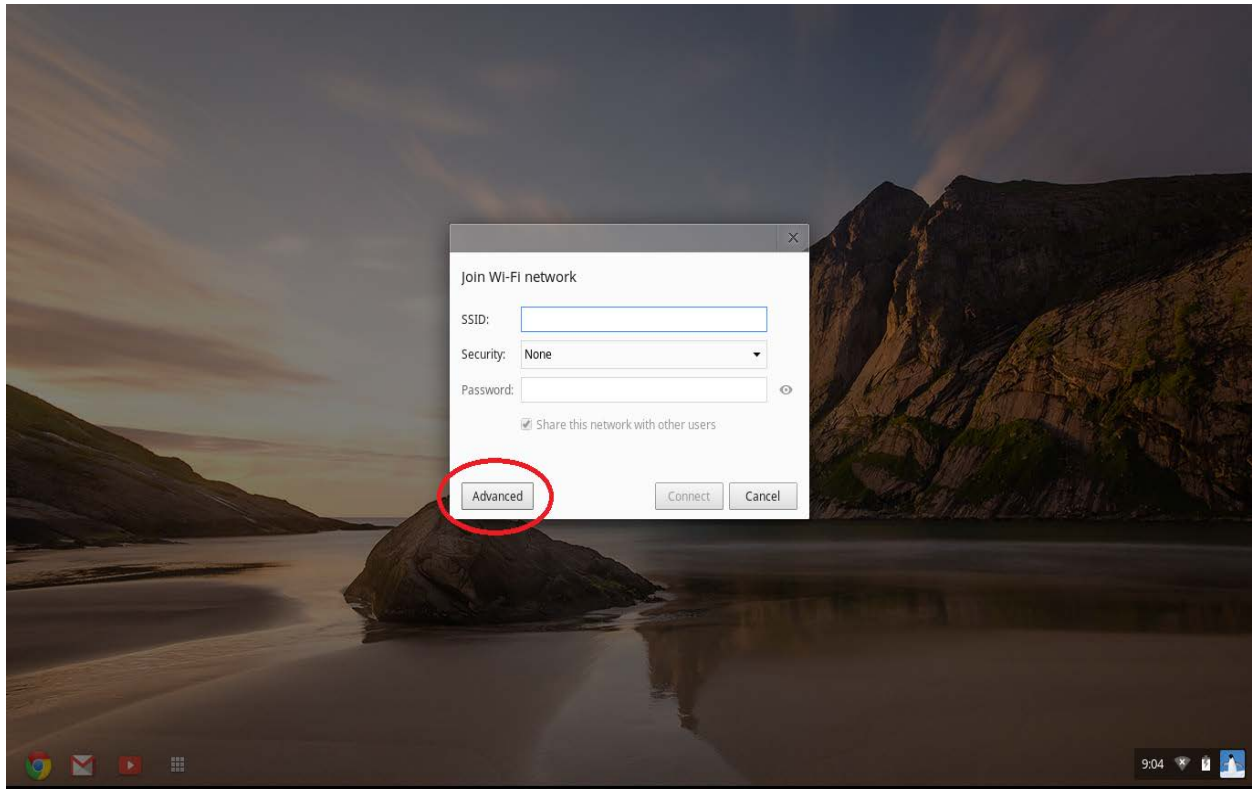 Join Wi-Fi network
SSID:
Security: None
Password:
Share this network with other users
Advanced Connect Cancel
9:04